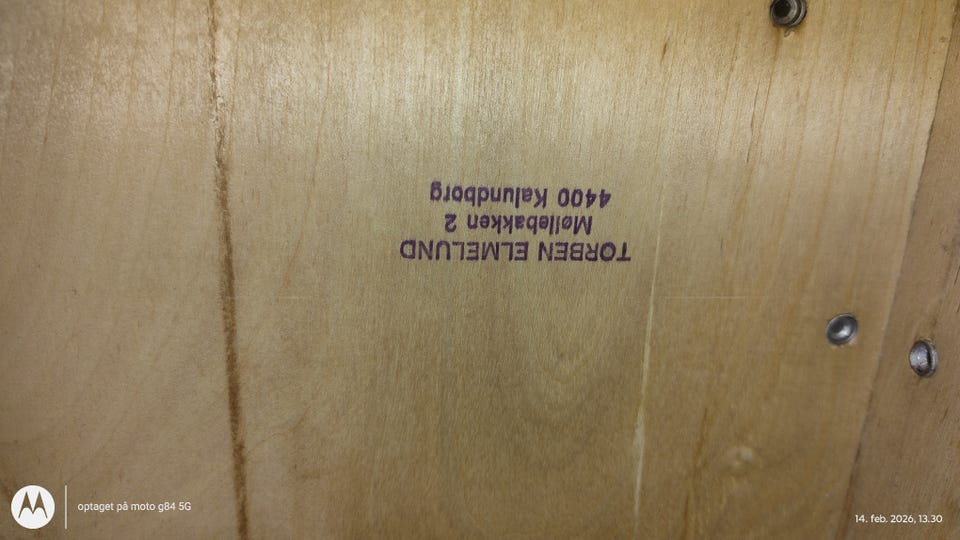 TORBEN ELMELUND
Møllebakken 2
4400 Kalundborg
optaget på moto g84 5G
14. feb. 2026, 13.30